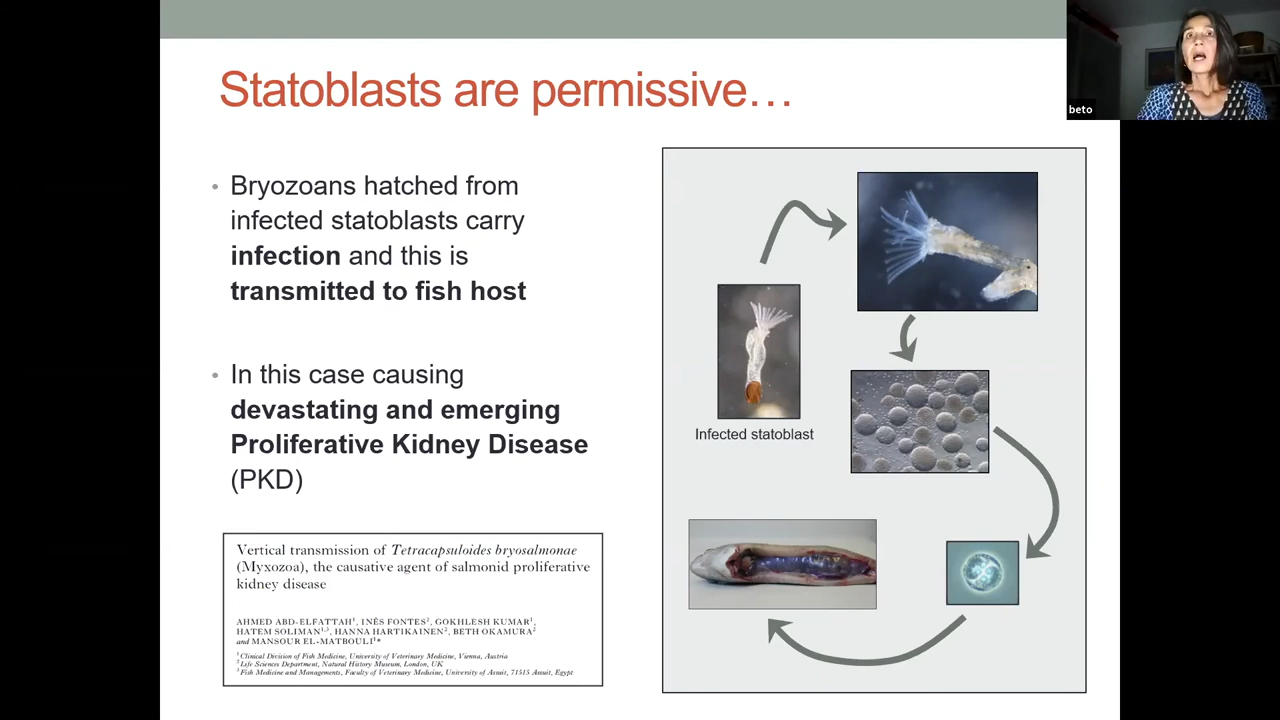 Statoblasts are permissive…
beto
• Bryozoans hatched from
infected statoblasts carry
infection and this is
transmitted to fish host
• In this case causing
devastating and emerging
Proliferative Kidney Disease
(PKD)
Infected statoblast
Vertical transmission of Tetracapsuloides bryosalmonae
(Myxozoa), the causative agent of salmonid proliferative
kidney disease
AHMED ABD-ELFATTAH1, INÊS FONTES2, GOKHLESH KUMAR1,
HATEM SOLIMAN1,3, HANNA HARTIKAINEN2, BETH OKAMURA2
and MANSOUR EL-MATBOULI1*
1 Clinical Division of Fish Medicine, University of Veterinary Medicine, Vienna, Austria
2 Life Sciences Department, Natural History Museum, London, UK
3 Fish Medicine and Managements, Faculty of Veterinary Medicine, University of Assuit, 71515 Assuit, Egypt